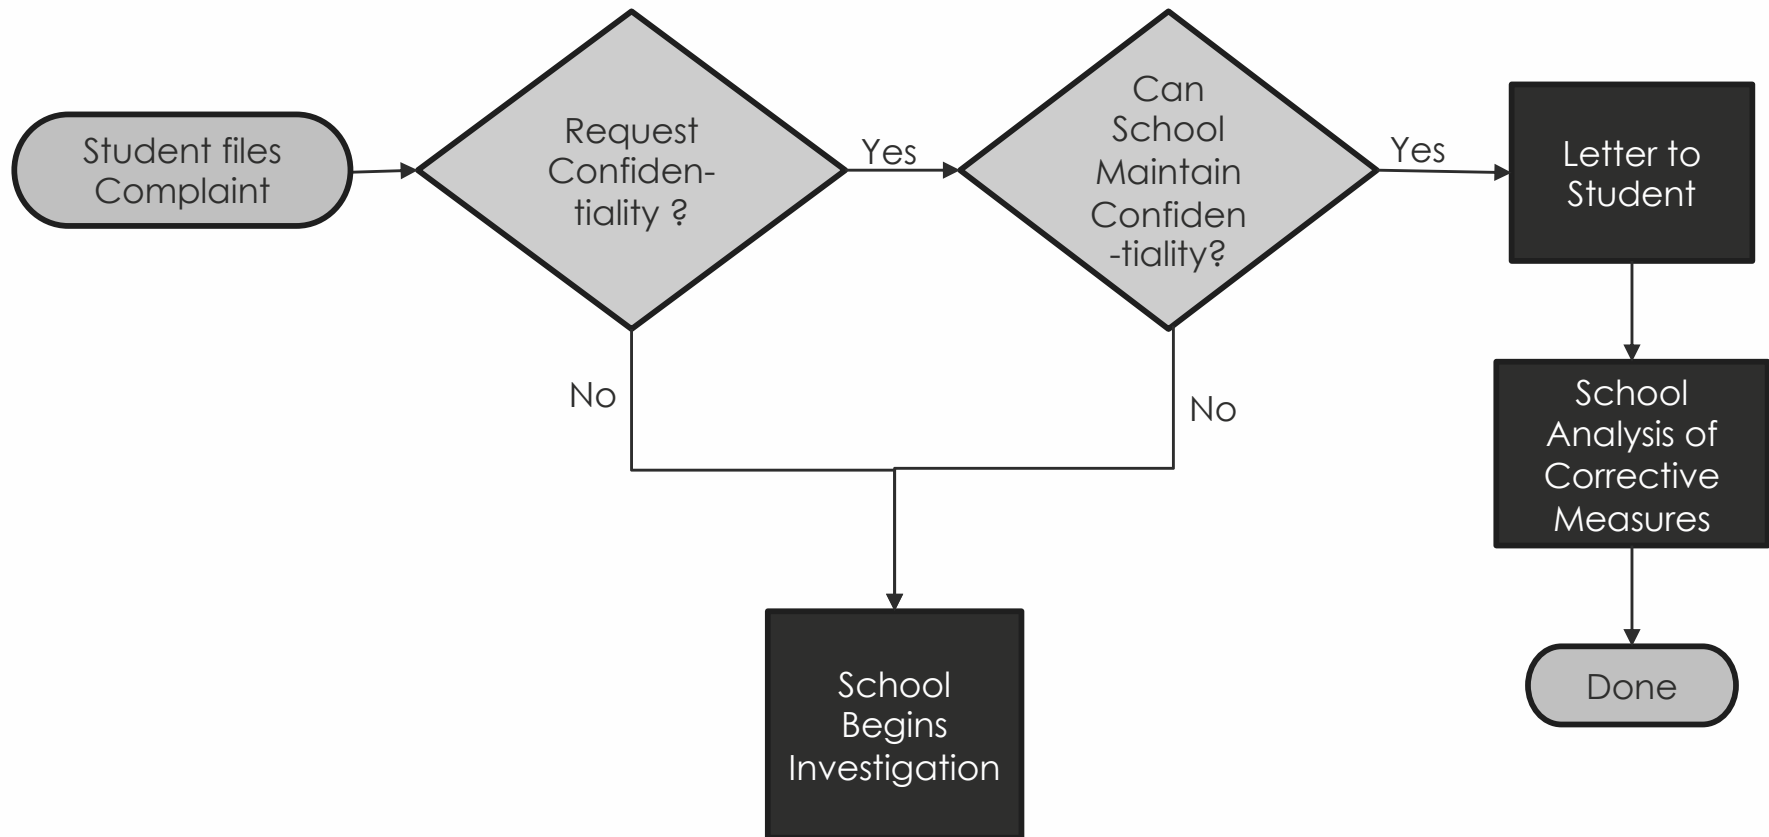 Student files
Complaint
Request
Confiden-
tiality ?
Yes
Can
School
Maintain
Confiden
-tiality?
Yes
Letter to
Student
No
No
School
Analysis of
Corrective
Measures
School
Begins
Investigation
Done